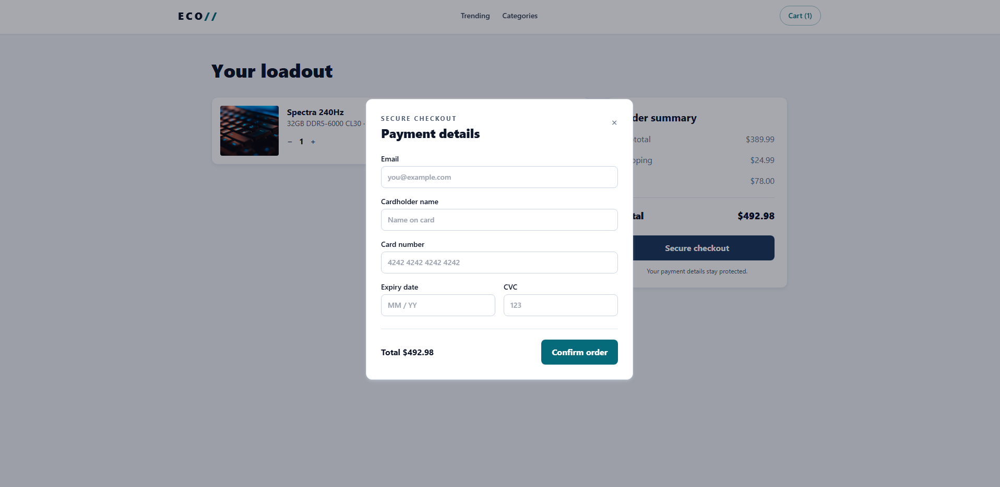 ECO//
Trending
Categories
Cart (1)
Your loadout
Spectra 240Hz
32GB DDR5-6000 CL30 ·
− 1 +
SECURE CHECKOUT
Payment details
×
Email
you@example.com
Cardholder name
Name on card
Card number
4242 4242 4242 4242
Expiry date
MM / YY
CVC
123
Total $492.98
Confirm order
der summary
total $389.99
ping $24.99
$78.00
tal $492.98
Secure checkout
Your payment details stay protected.